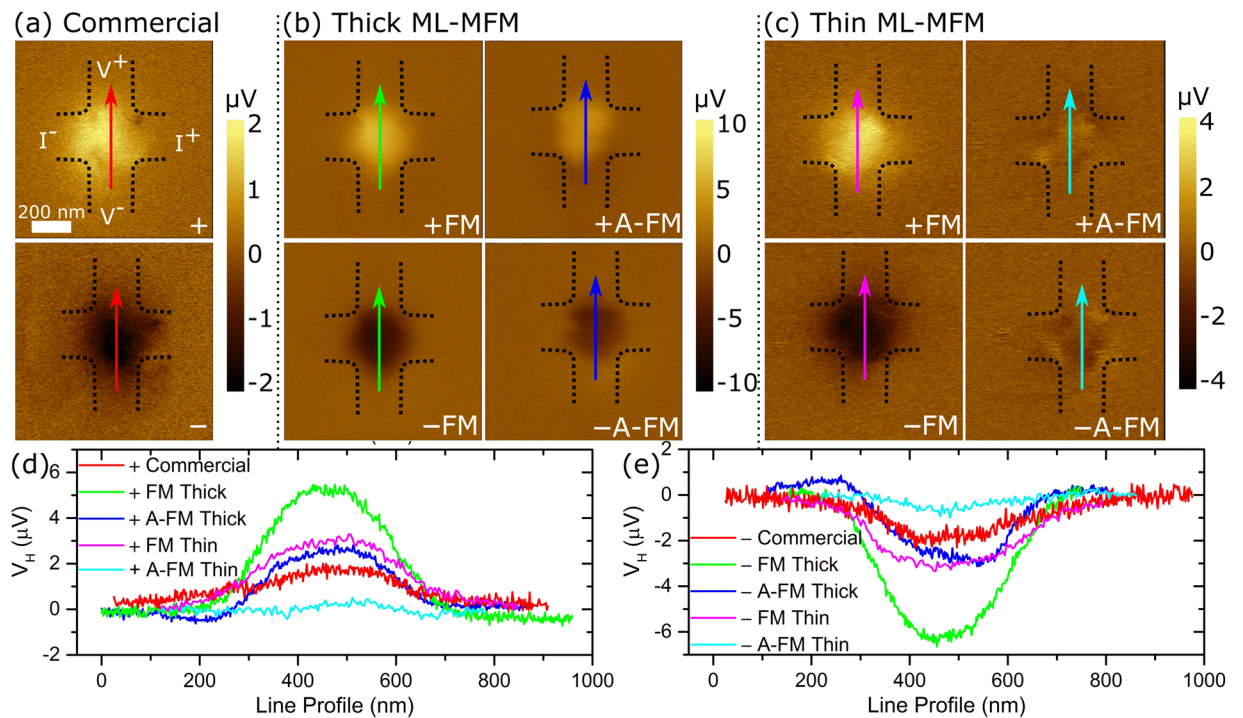 (a) Commercial
(b) Thick ML-MFM
(c) Thin ML-MFM
V+
I-
I+
V-
200 nm
+
−
μV
2
1
0
-1
-2
+FM
+A-FM
−FM
−A-FM
μV
10
5
0
-5
-10
+FM
+A-FM
−FM
−A-FM
μV
4
2
0
-2
-4
(d)
+ Commercial
+ FM Thick
+ A-FM Thick
+ FM Thin
+ A-FM Thin
VH (μV)
6
4
2
0
-2
0 200 400 600 800 1000
Line Profile (nm)
(e)
− Commercial
− FM Thick
− A-FM Thick
− FM Thin
− A-FM Thin
VH (μV)
2
0
-2
-4
-6
0 200 400 600 800 1000
Line Profile (nm)